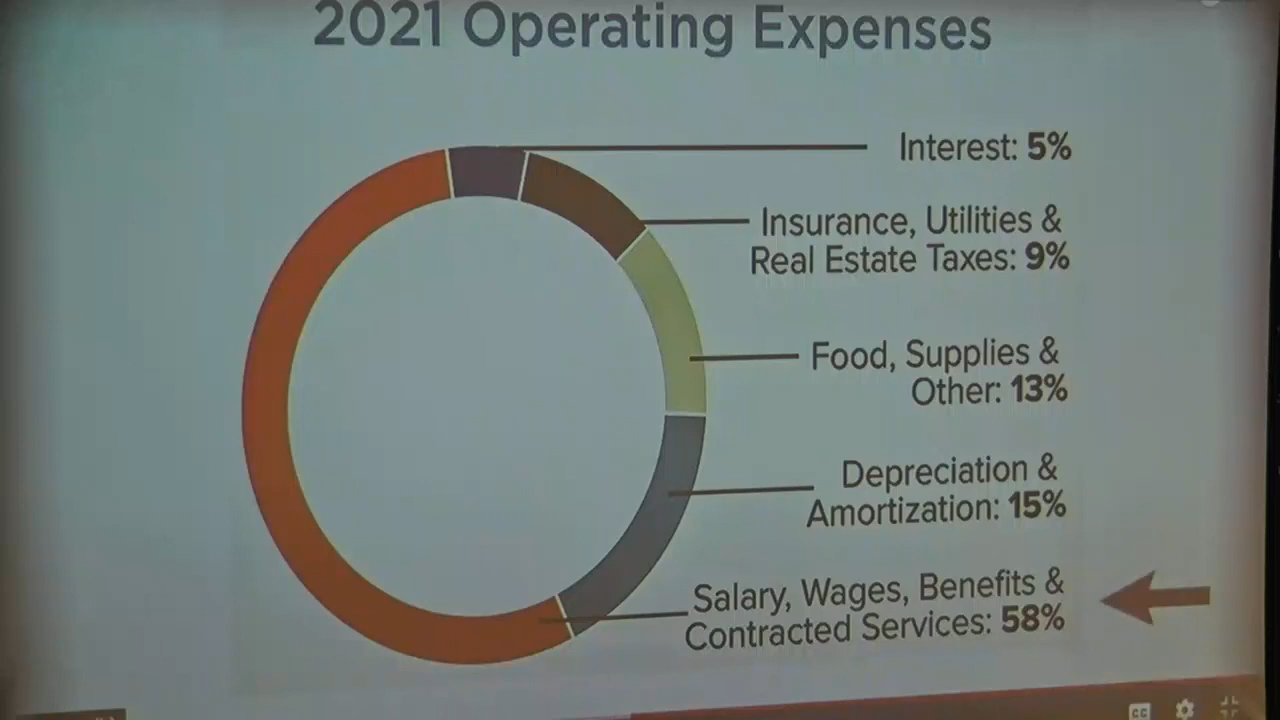 2021 Operating Expenses
Interest: 5%
Insurance, Utilities &
Real Estate Taxes: 9%
Food, Supplies &
Other: 13%
Depreciation &
Amortization: 15%
Salary, Wages, Benefits &
Contracted Services: 58%
CC